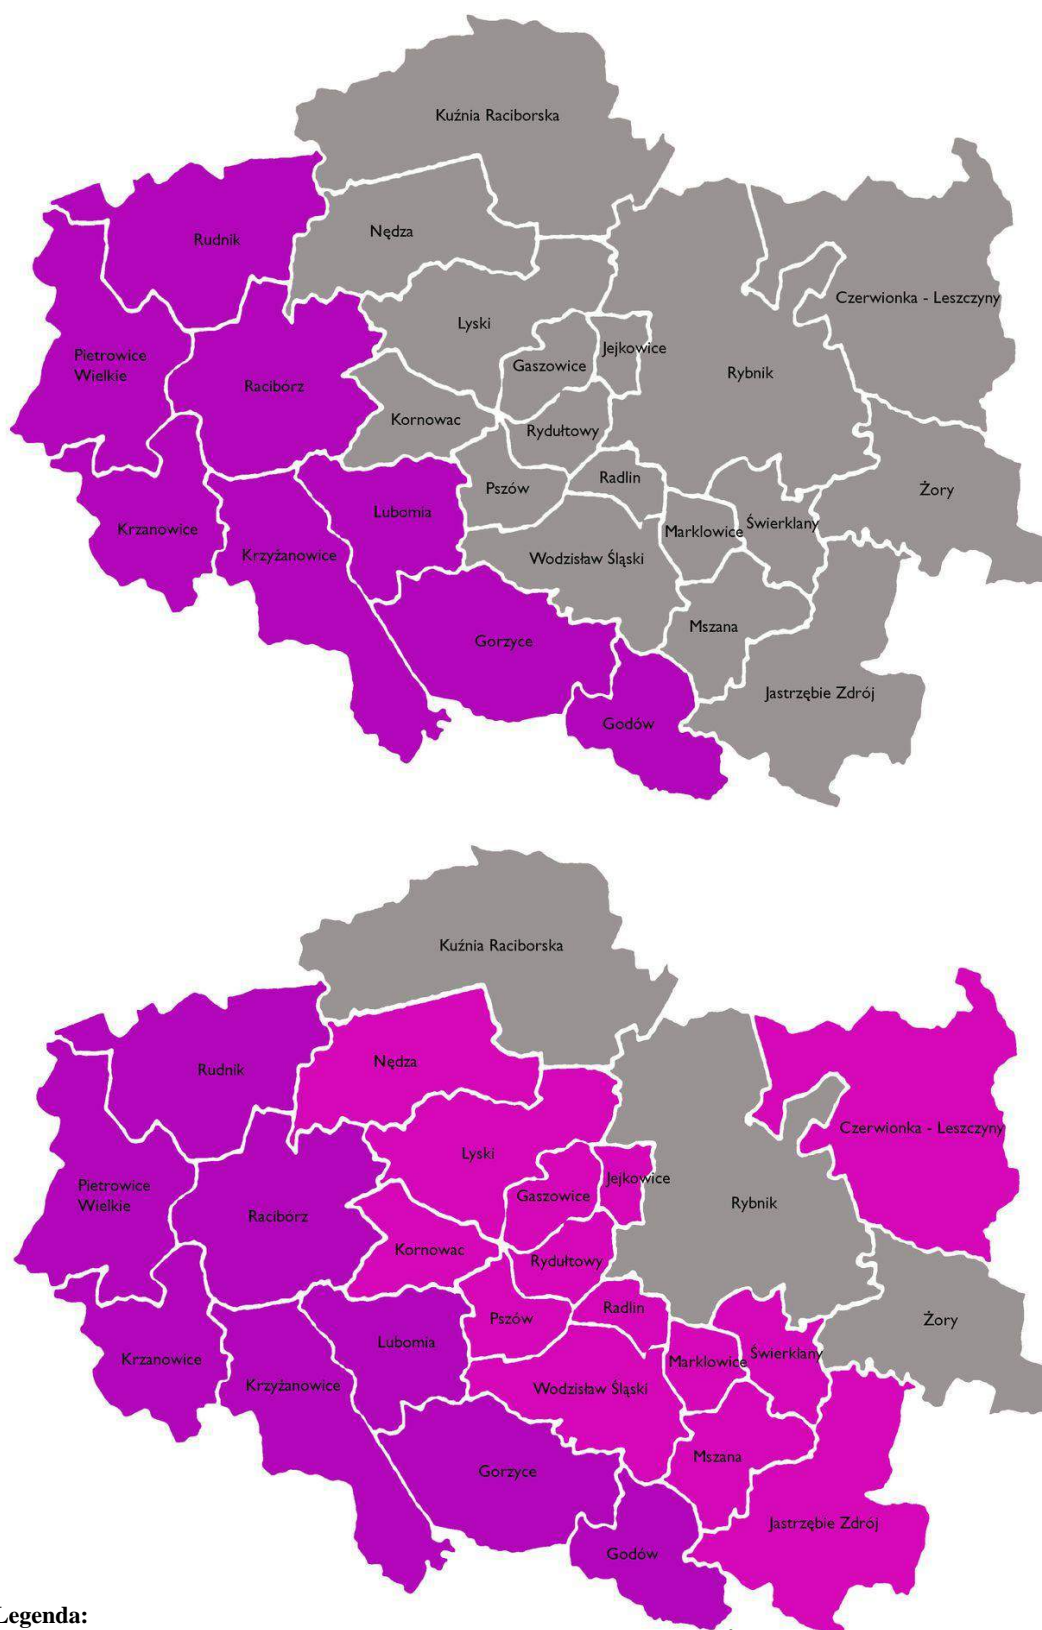 Kuźnia Raciborska
Rudnik
Nędza
Czerwionka - Leszczyny
Lyski
Pietrowice
Wielkie
Jejkowice
Gaszowice
Rybnik
Racibórz
Kornowac
Rydułtowy
Radlin
Pszów
Żory
Lubomia
Świerklany
Krzanowice
Marklowice
Krzyżanowice
Wodzisław Śląski
Mszana
Gorzyce
Jastrzębie Zdrój
Godów
Kuźnia Raciborska
Nędza
Rudnik
Czerwionka - Leszczyny
Lyski
Jejkowice
Pietrowice
Wielkie
Gaszowice
Rybnik
Racibórz
Kornowac
Rydułtowy
Radlin
Pszów
Żory
Lubomia
Świerklany
Krzanowice
Marklowice
Krzyżanowice
Wodzisław Śląski
Mszana
Gorzyce
Jastrzębie Zdrój
Godów
Legenda: